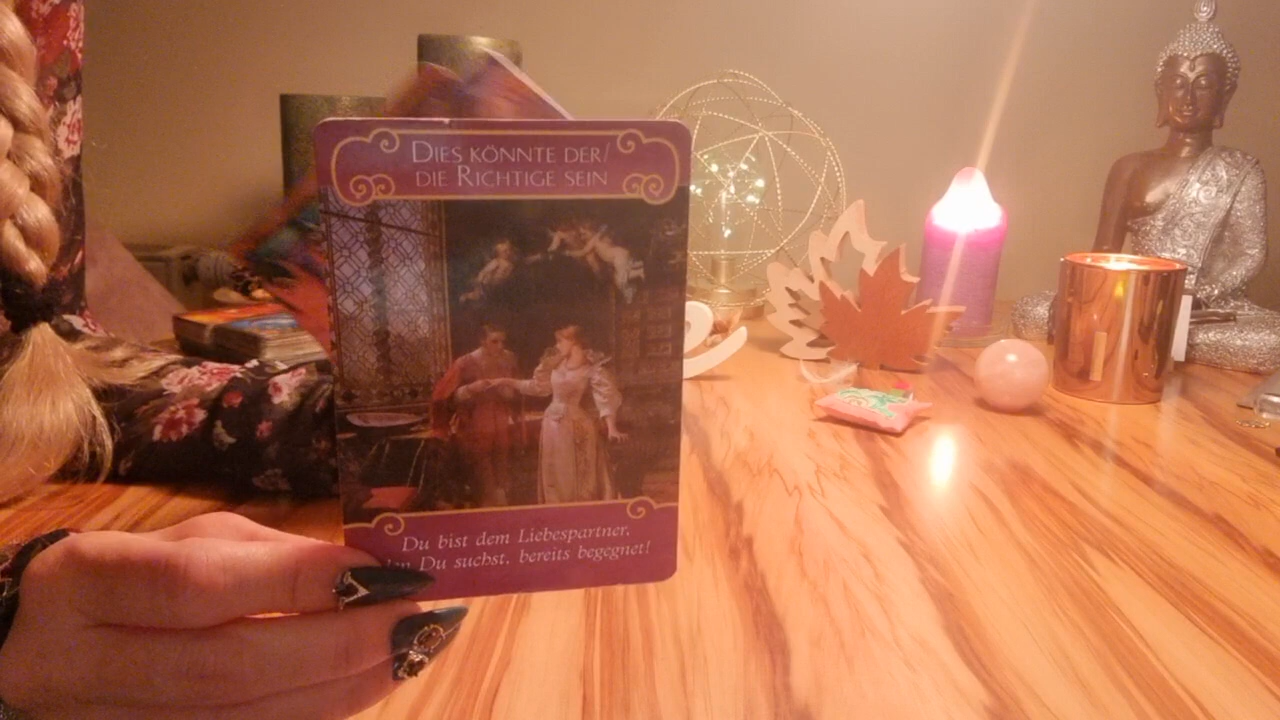 DIES KÖNNTE DER/
DIE RICHTIGE SEIN
Du bist dem Liebespartner,
Du suchst, bereits begegnet!